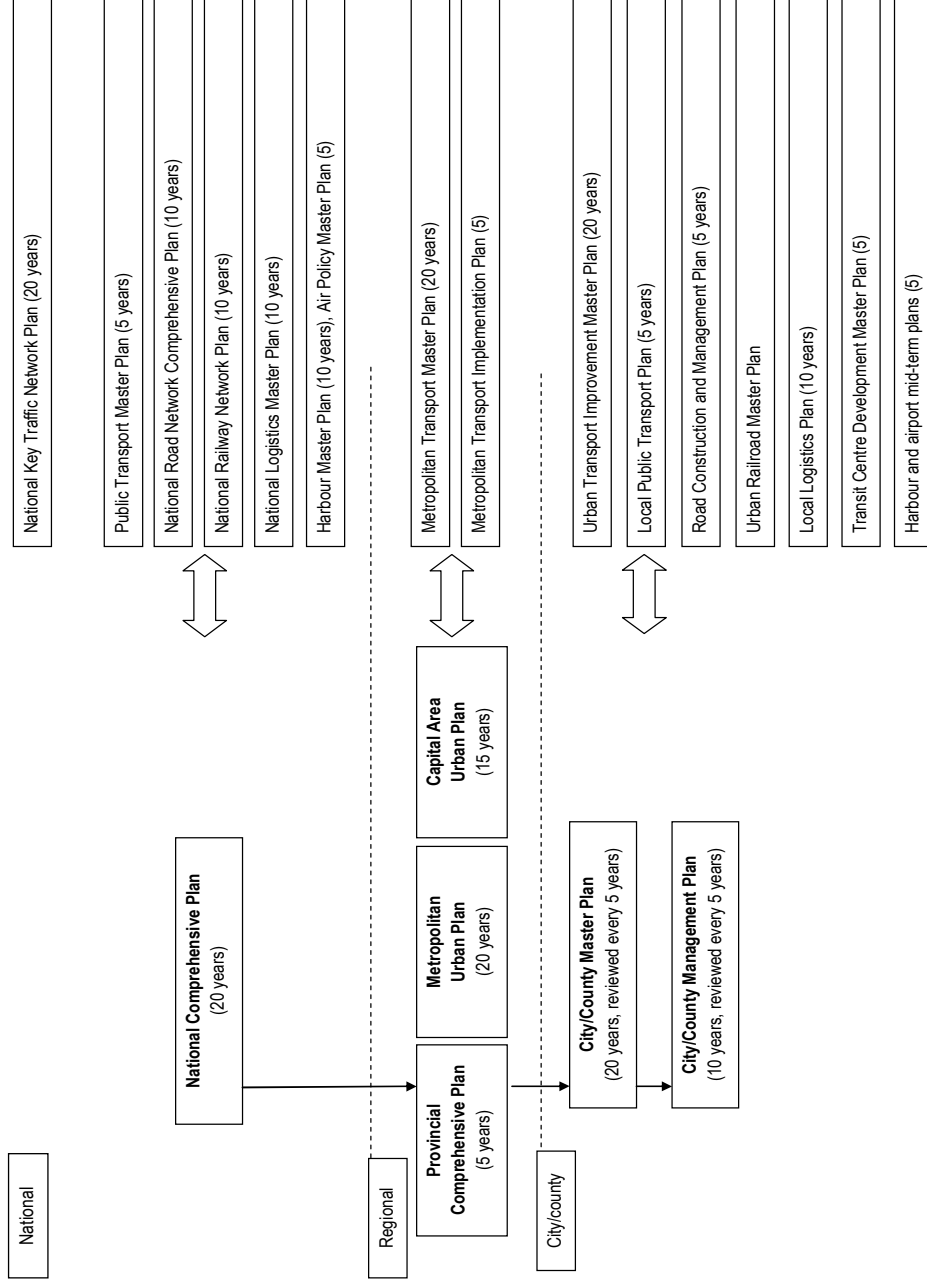 National
National Comprehensive Plan
(20 years)
National Key Traffic Network Plan (20 years)
Public Transport Master Plan (5 years)
National Road Network Comprehensive Plan (10 years)
National Railway Network Plan (10 years)
National Logistics Master Plan (10 years)
Harbour Master Plan (10 years), Air Policy Master Plan (5)
Regional
Provincial
Comprehensive Plan
(5 years)
Metropolitan
Urban Plan
(20 years)
Capital Area
Urban Plan
(15 years)
Metropolitan Transport Master Plan (20 years)
Metropolitan Transport Implementation Plan (5)
City/county
City/County Master Plan
(20 years, reviewed every 5 years)
City/County Management Plan
(10 years, reviewed every 5 years)
Urban Transport Improvement Master Plan (20 years)
Local Public Transport Plan (5 years)
Road Construction and Management Plan (5 years)
Urban Railroad Master Plan
Local Logistics Plan (10 years)
Transit Centre Development Master Plan (5)
Harbour and airport mid-term plans (5)